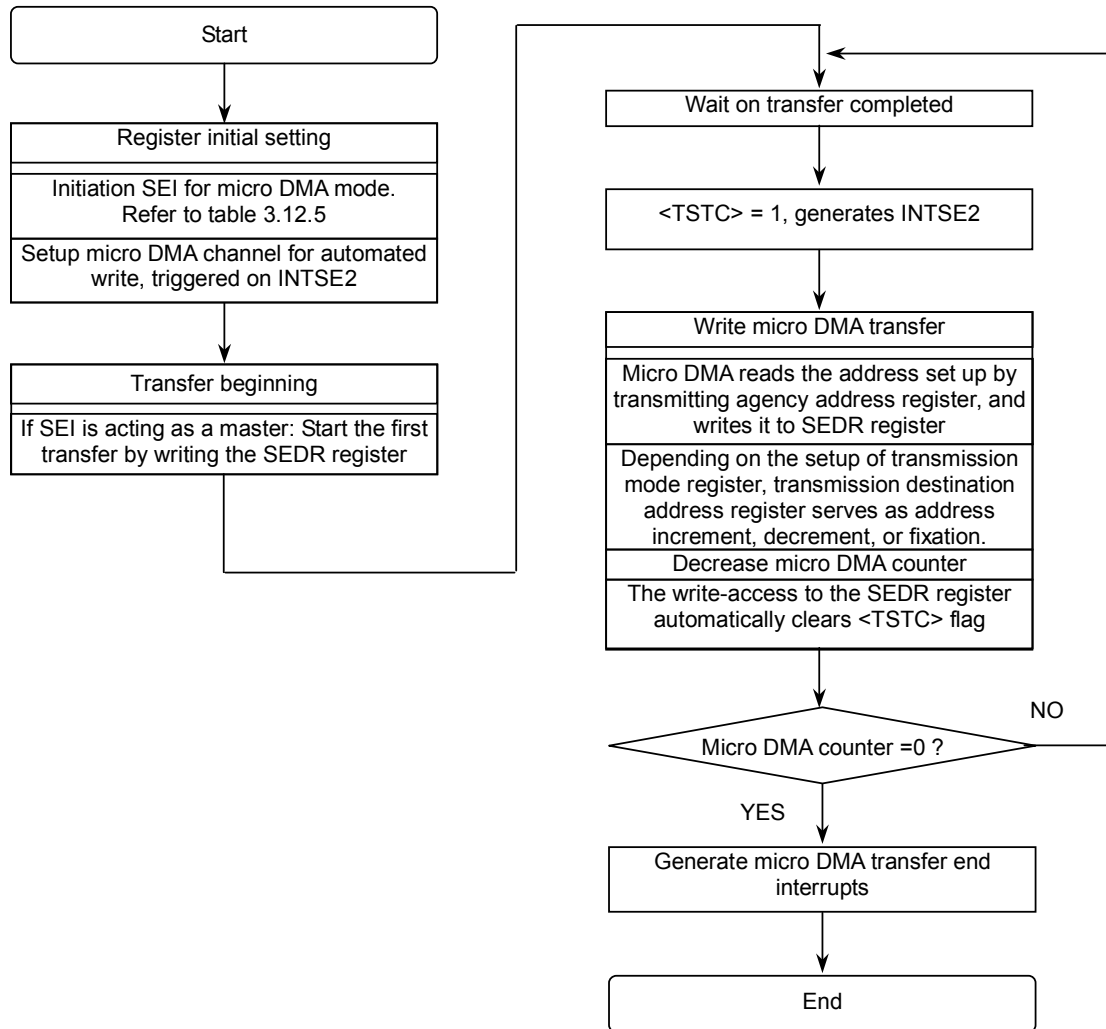 Start
Register initial setting
Initiation SEI for micro DMA mode.
Refer to table 3.12.5
Setup micro DMA channel for automated
write, triggered on INTSE2
Transfer beginning
If SEI is acting as a master: Start the first
transfer by writing the SEDR register
Wait on transfer completed
<TSTC> = 1, generates INTSE2
Write micro DMA transfer
Micro DMA reads the address set up by
transmitting agency address register, and
writes it to SEDR register
Depending on the setup of transmission
mode register, transmission destination
address register serves as address
increment, decrement, or fixation.
Decrease micro DMA counter
The write-access to the SEDR register
automatically clears <TSTC> flag
NO
Micro DMA counter =0 ?
YES
Generate micro DMA transfer end
interrupts
End